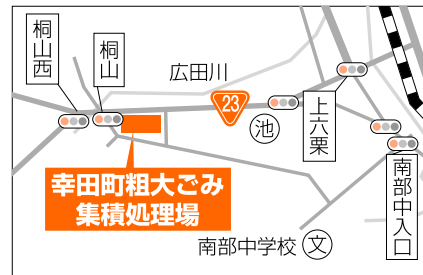 桐山西
桐山
広田川
23
池
上六栗
幸田町粗大ごみ
集積処理場
南部中学校
文
南部中入口